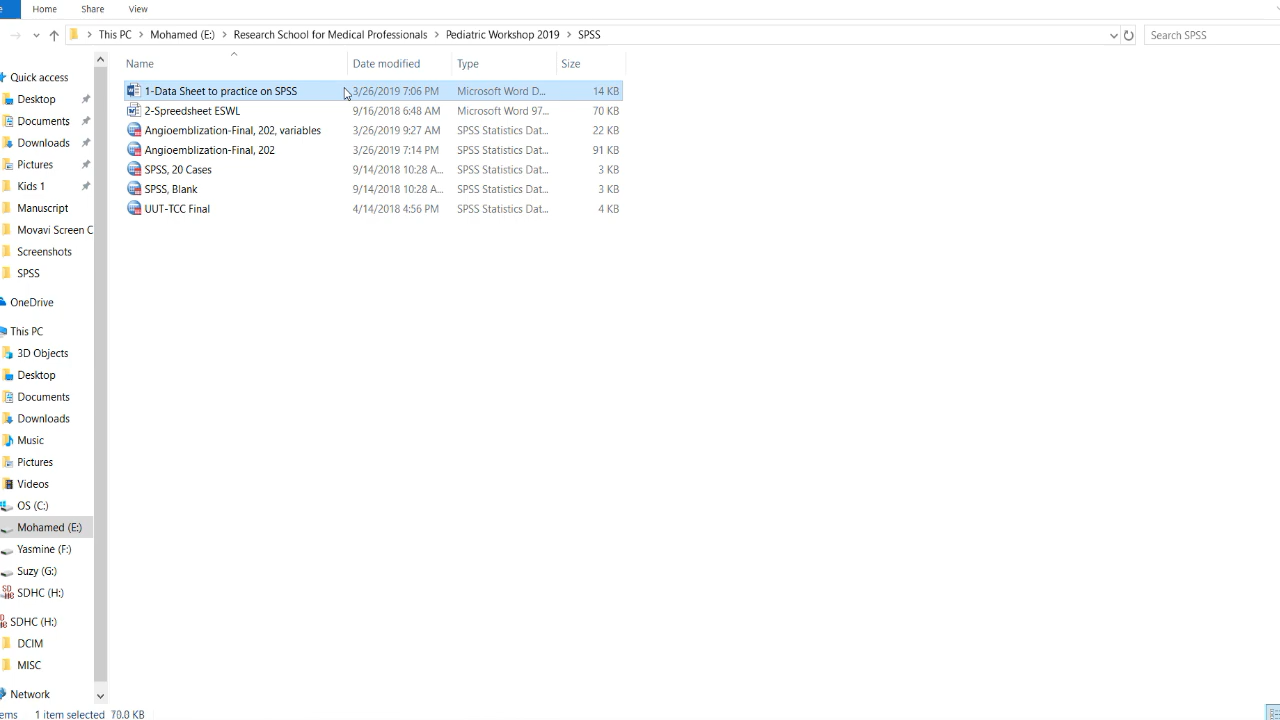 Home Share View
This PC > Mohamed (E:) > Research School for Medical Professionals > Pediatric Workshop 2019 > SPSS
Search SPSS
Name Date modified Type Size
1-Data Sheet to practice on SPSS 3/26/2019 7:06 PM Microsoft Word D... 14 KB
2-Spreedsheet ESWL 9/16/2018 6:48 AM Microsoft Word 97... 70 KB
Angioemblization-Final, 202, variables 3/26/2019 9:27 AM SPSS Statistics Dat... 22 KB
Angioemblization-Final, 202 3/26/2019 7:14 PM SPSS Statistics Dat... 91 KB
SPSS, 20 Cases 9/14/2018 10:28 A... SPSS Statistics Dat... 3 KB
SPSS, Blank 9/14/2018 10:28 A... SPSS Statistics Dat... 3 KB
UUT-TCC Final 4/14/2018 4:56 PM SPSS Statistics Dat... 4 KB
Quick access
Desktop
Documents
Downloads
Pictures
Kids 1
Manuscript
Movavi Screen C
Screenshots
SPSS
OneDrive
This PC
3D Objects
Desktop
Documents
Downloads
Music
Pictures
Videos
OS (C:)
Mohamed (E:)
Yasmine (F:)
Suzy (G:)
SDHC (H:)
SDHC (H:)
DCIM
MISC
Network
ems 1 item selected 70.0 KB